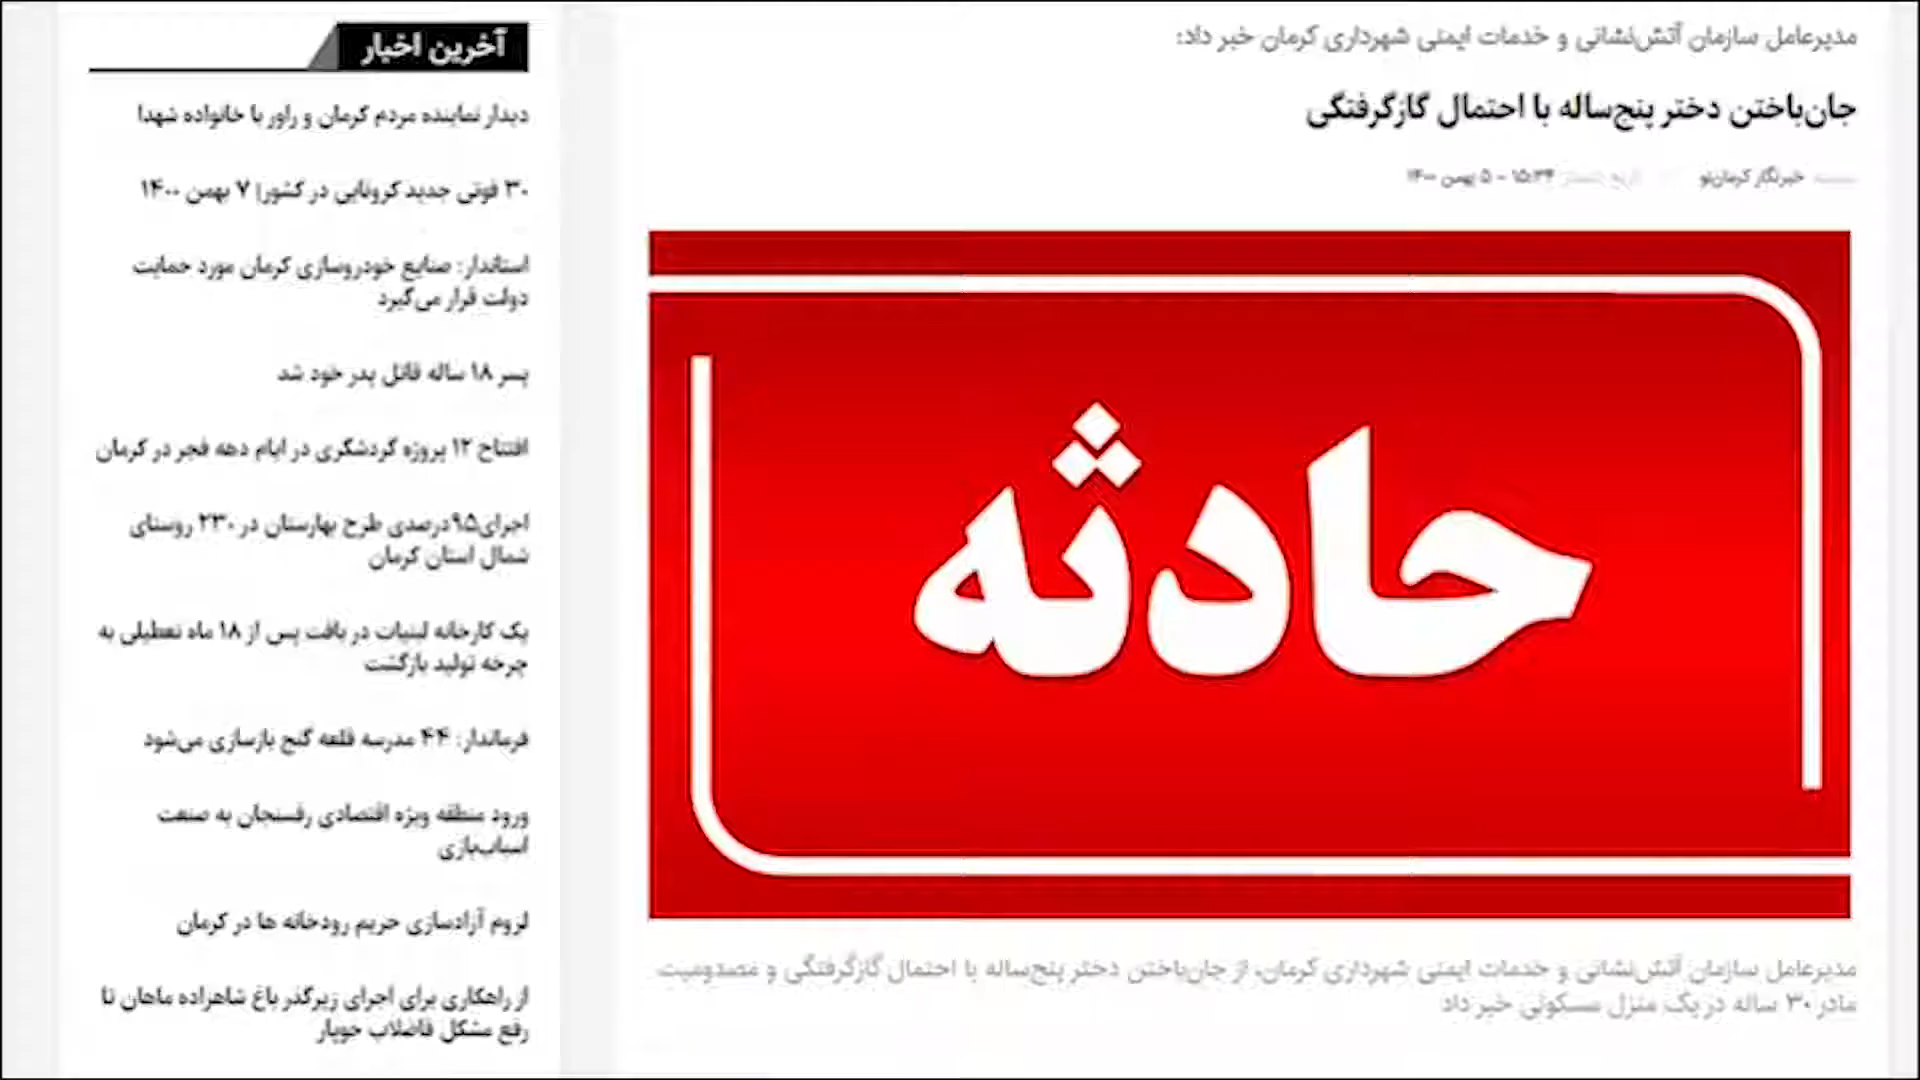 مدیرعامل سازمان آتش‌نشانی و خدمات ایمنی شهرداری کرمان خبر داد:
جان‌باختن دختر پنج‌ساله با احتمال گازگرفتگی
خبرنگار کرمان‌نو
۱۵:۳۴ - ۵ بهمن ۱۴۰۰
حادثه
مدیرعامل سازمان آتش‌نشانی و خدمات ایمنی شهرداری کرمان، از جان‌باختن دختر پنج‌ساله با احتمال گازگرفتگی و مصدومیت
مادر ۳۰ ساله در یک منزل مسکونی خبر داد
آخرین اخبار
دیدار نماینده مردم کرمان و راور با خانواده شهدا
۳۰ فوتی جدید کرونایی در کشور| ۷ بهمن ۱۴۰۰
استاندار: صنایع خودروسازی کرمان مورد حمایت
دولت قرار می‌گیرد
پسر ۱۸ ساله قاتل پدر خود شد
افتتاح ۱۲ پروژه گردشگری در ایام دهه فجر در کرمان
اجرای۹۵درصدی طرح بهارستان در ۲۳۰ روستای
شمال استان کرمان
یک کارخانه لبنیات در بافت پس از ۱۸ ماه تعطیلی به
چرخه تولید بازگشت
فرماندار: ۴۴ مدرسه قلعه گنج بازسازی می‌شود
ورود منطقه ویژه اقتصادی رفسنجان به صنعت
اسباب‌بازی
لزوم آزادسازی حریم رودخانه ها در کرمان
از راهکاری برای اجرای زیرگذر باغ شاهزاده ماهان تا
رفع مشکل فاضلاب جوپار